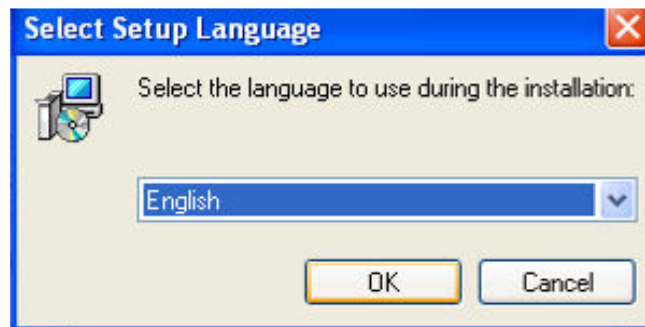 Select Setup Language
Select the language to use during the installation:
English
OK
Cancel